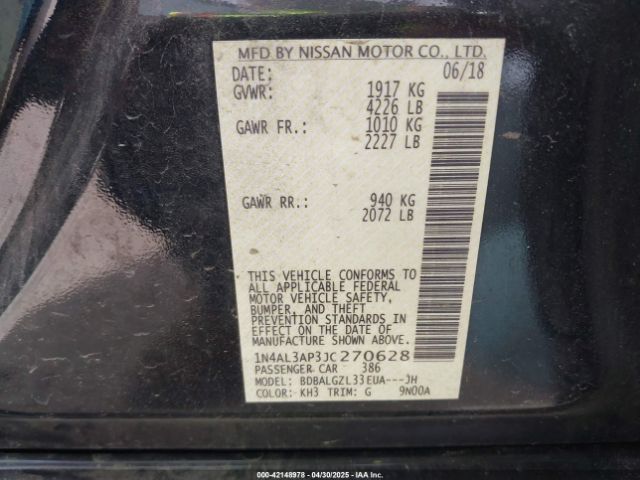 MFD BY NISSAN MOTOR CO., LTD.
DATE: 06/18
GVWR: 1917 KG
4226 LB
GAWR FR.: 1010 KG
2227 LB
GAWR RR.: 940 KG
2072 LB
THIS VEHICLE CONFORMS TO
ALL APPLICABLE FEDERAL
MOTOR VEHICLE SAFETY,
BUMPER, AND THEFT
PREVENTION STANDARDS IN
EFFECT ON THE DATE OF
MANUFACTURE SHOWN ABOVE.
1N4AL3AP3JC270628
PASSENGER CAR 386
MODEL: BDBALGZL33EUA---JH
COLOR: KH3 TRIM: G 9N00A
000-42148978 - 04/30/2025 - IAA Inc.